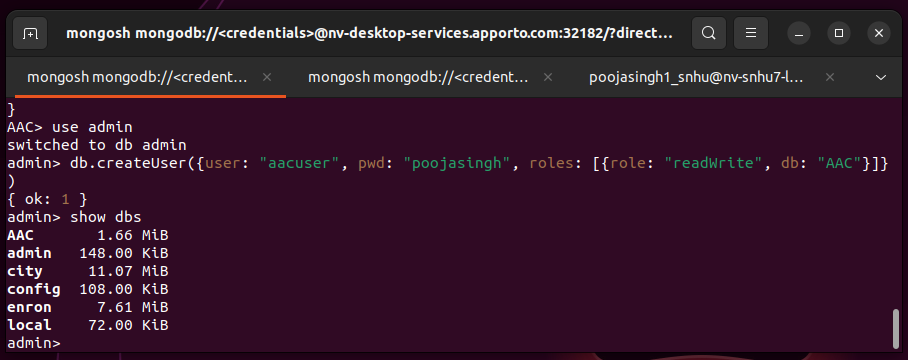 mongosh mongodb://<credentials>@nv-desktop-services.apporto.com:32182/?direct...
mongosh mongodb://<credent...
mongosh mongodb://<credent...
poojasingh1_snhu@nv-snhu7-l...
}
AAC> use admin
switched to db admin
admin> db.createUser({user: "aacuser", pwd: "poojasingh", roles: [{role: "readWrite", db: "AAC"}]}
)
{ ok: 1 }
admin> show dbs
AAC       1.66 MiB
admin   148.00 KiB
city     11.07 MiB
config  108.00 KiB
enron     7.61 MiB
local    72.00 KiB
admin>